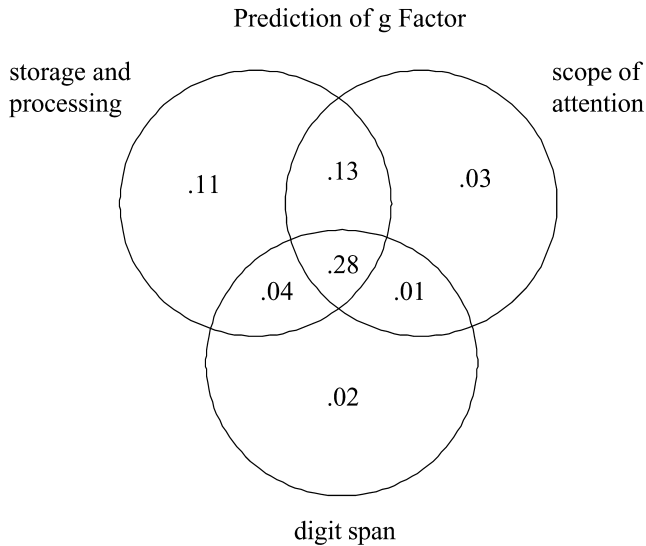 Prediction of g Factor
storage and
processing
scope of
attention
.11
.13
.03
.28
.04
.01
.02
digit span